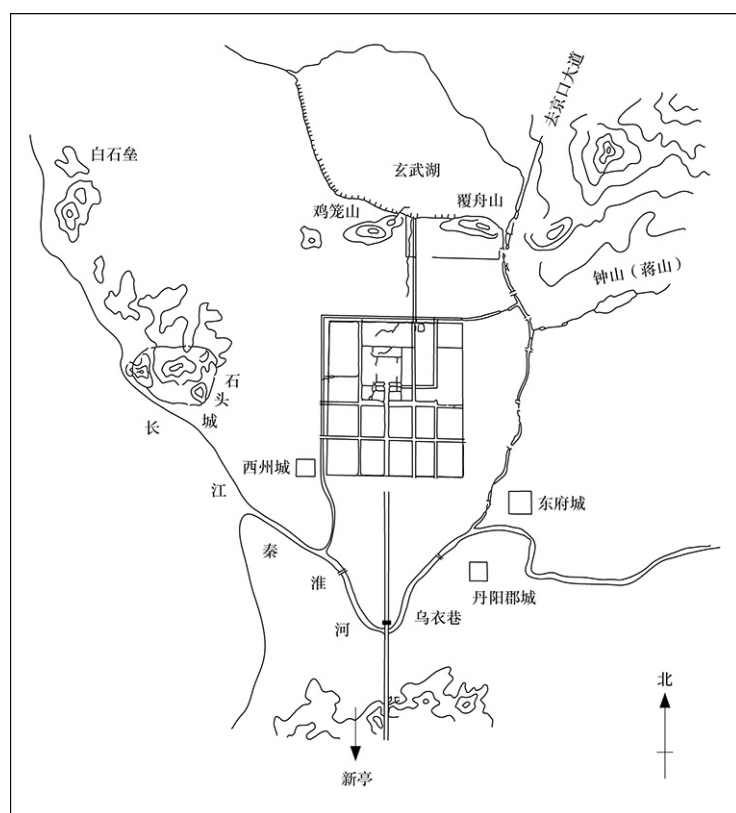 去京口大道
白石垒
玄武湖
鸡笼山
覆舟山
钟山（蒋山）
石头城
长江
西州城
东府城
秦淮河
丹阳郡城
乌衣巷
北
新亭